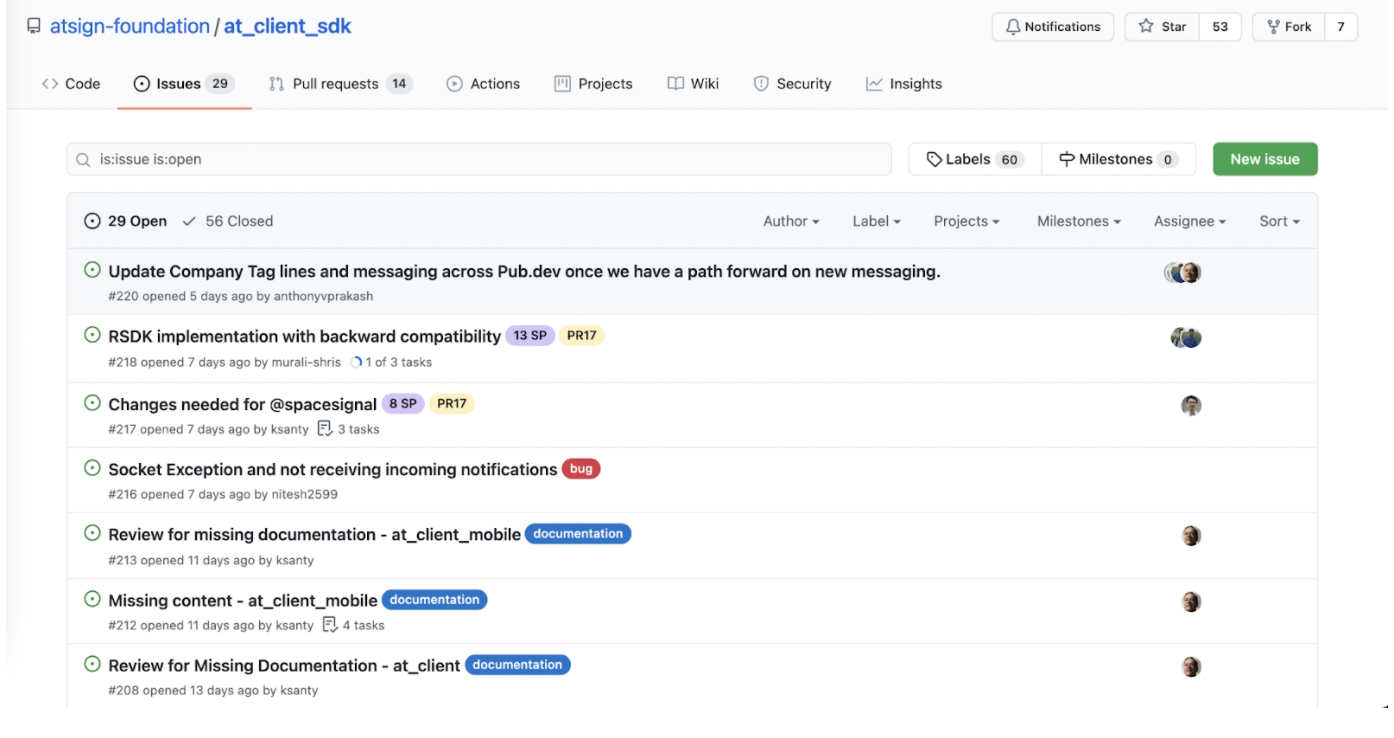 atsign-foundation / at_client_sdk
Notifications Star 53 Fork 7
Code Issues 29 Pull requests 14 Actions Projects Wiki Security Insights
is:issue is:open Labels 60 Milestones 0 New issue
29 Open 56 Closed Author Label Projects Milestones Assignee Sort
Update Company Tag lines and messaging across Pub.dev once we have a path forward on new messaging.
#220 opened 5 days ago by anthonyvprakash
RSDK implementation with backward compatibility 13 SP PR17
#218 opened 7 days ago by murali-shris 1 of 3 tasks
Changes needed for @spacesignal 8 SP PR17
#217 opened 7 days ago by ksanty 3 tasks
Socket Exception and not receiving incoming notifications bug
#216 opened 7 days ago by nitesh2599
Review for missing documentation - at_client_mobile documentation
#213 opened 11 days ago by ksanty
Missing content - at_client_mobile documentation
#212 opened 11 days ago by ksanty 4 tasks
Review for Missing Documentation - at_client documentation
#208 opened 13 days ago by ksanty